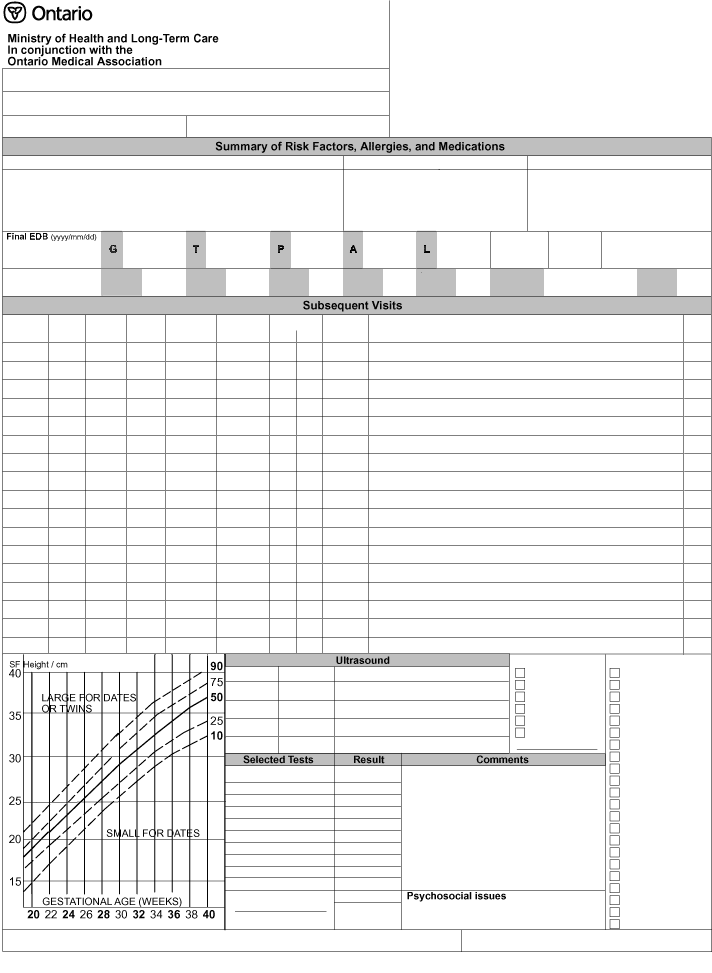 Ontario
Ministry of Health and Long-Term Care
In conjunction with the
Ontario Medical Association
Summary of Risk Factors, Allergies, and Medications
Final EDB (yyyy/mm/dd)
G T P A L
Subsequent Visits
SF Height / cm
40
35
30
25
20
15
LARGE FOR DATES
OR TWINS
SMALL FOR DATES
90
75
50
25
10
GESTATIONAL AGE (WEEKS)
20 22 24 26 28 30 32 34 36 38 40
Ultrasound
Selected Tests Result Comments
Psychosocial issues